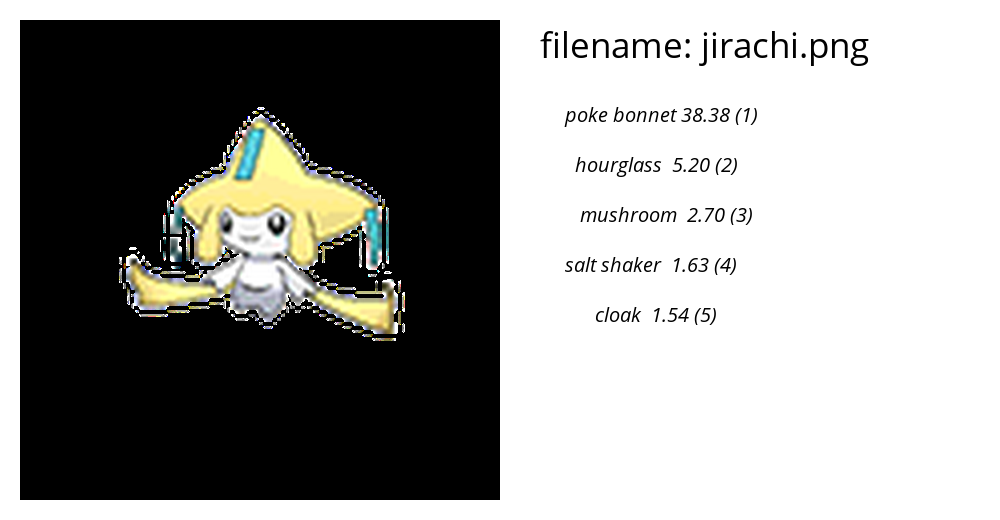 filename: jirachi.png
poke bonnet 38.38 (1)
hourglass 5.20 (2)
mushroom 2.70 (3)
salt shaker 1.63 (4)
cloak 1.54 (5)